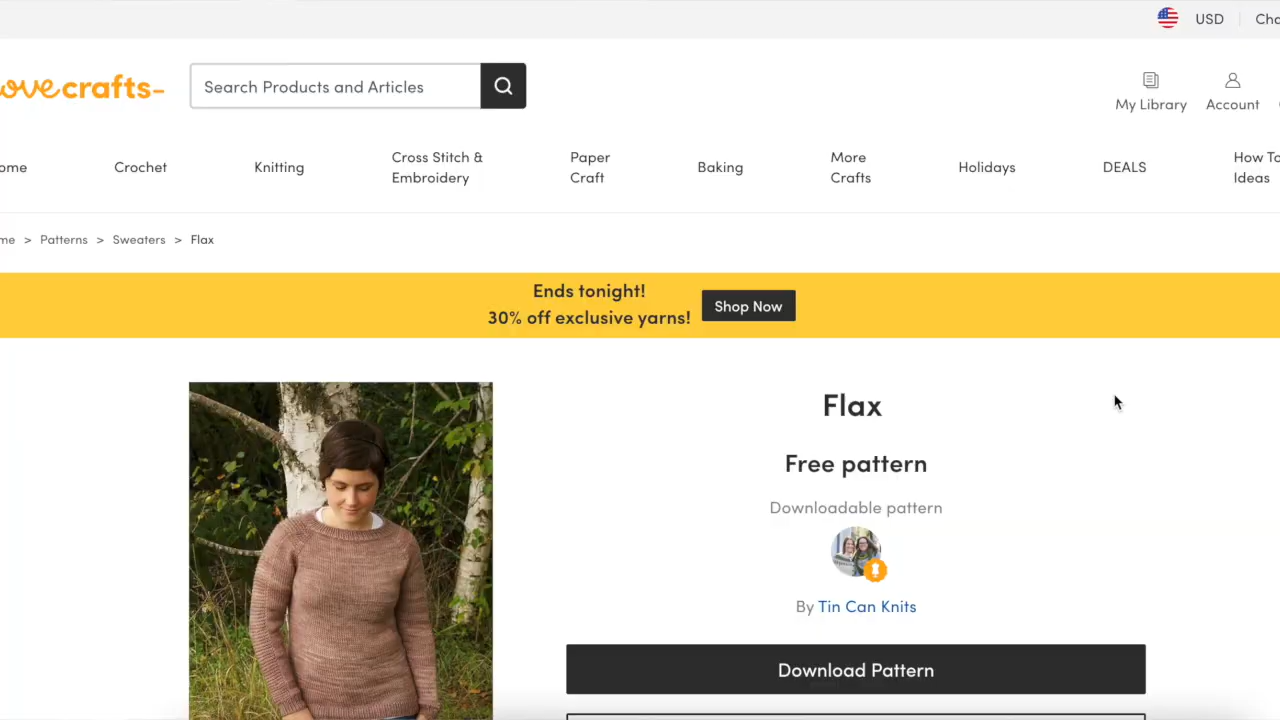 USD
ove crafts
Search Products and Articles
My Library
Account
ome
Crochet
Knitting
Cross Stitch &
Embroidery
Paper
Craft
Baking
More
Crafts
Holidays
DEALS
How To
Ideas
me > Patterns > Sweaters > Flax
Ends tonight!
30% off exclusive yarns!
Shop Now
Flax
Free pattern
Downloadable pattern
By Tin Can Knits
Download Pattern